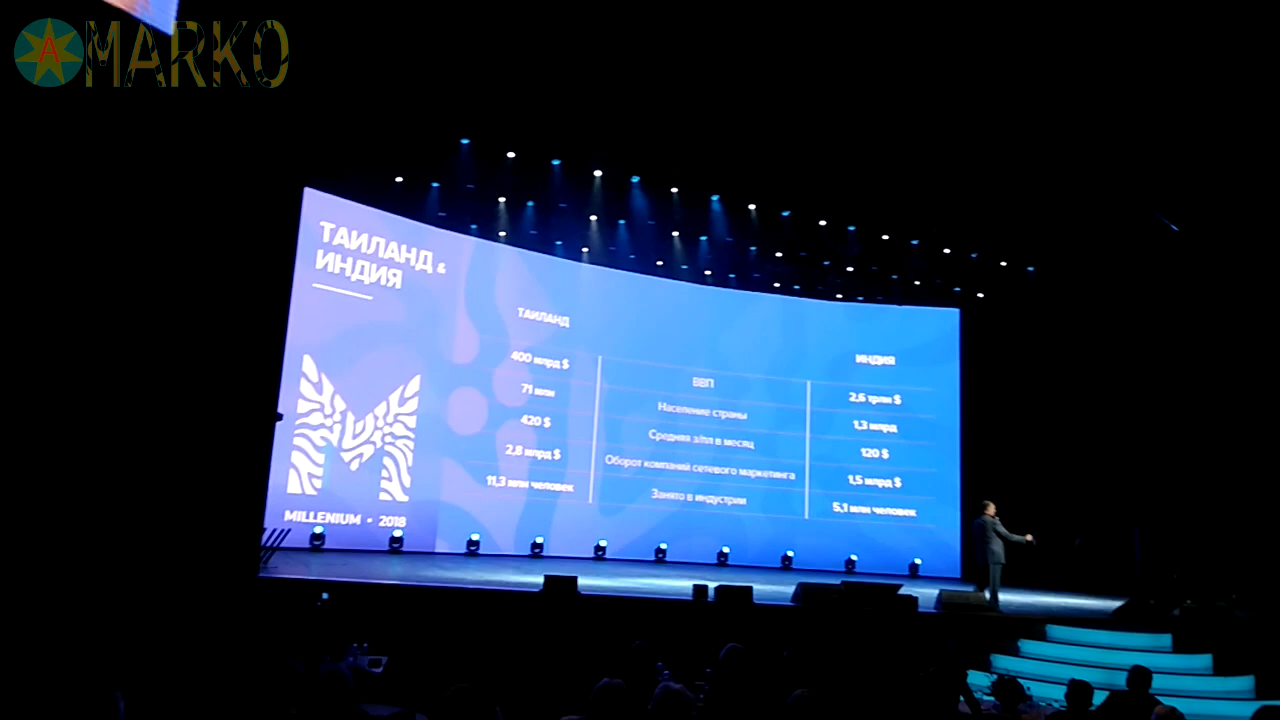 A MARKO
ТАИЛАНД &
ИНДИЯ
ТАИЛАНД
ИНДИЯ
400 млрд $ ВВП 2,6 трлн $
71 млн Население страны 1,3 млрд
420 $ Средняя з/пл в месяц 120 $
2,8 млрд $ Оборот компаний сетевого маркетинга 1,5 млрд $
11,3 млн человек Занято в индустрии 5,1 млн человек
MILLENIUM • 2018